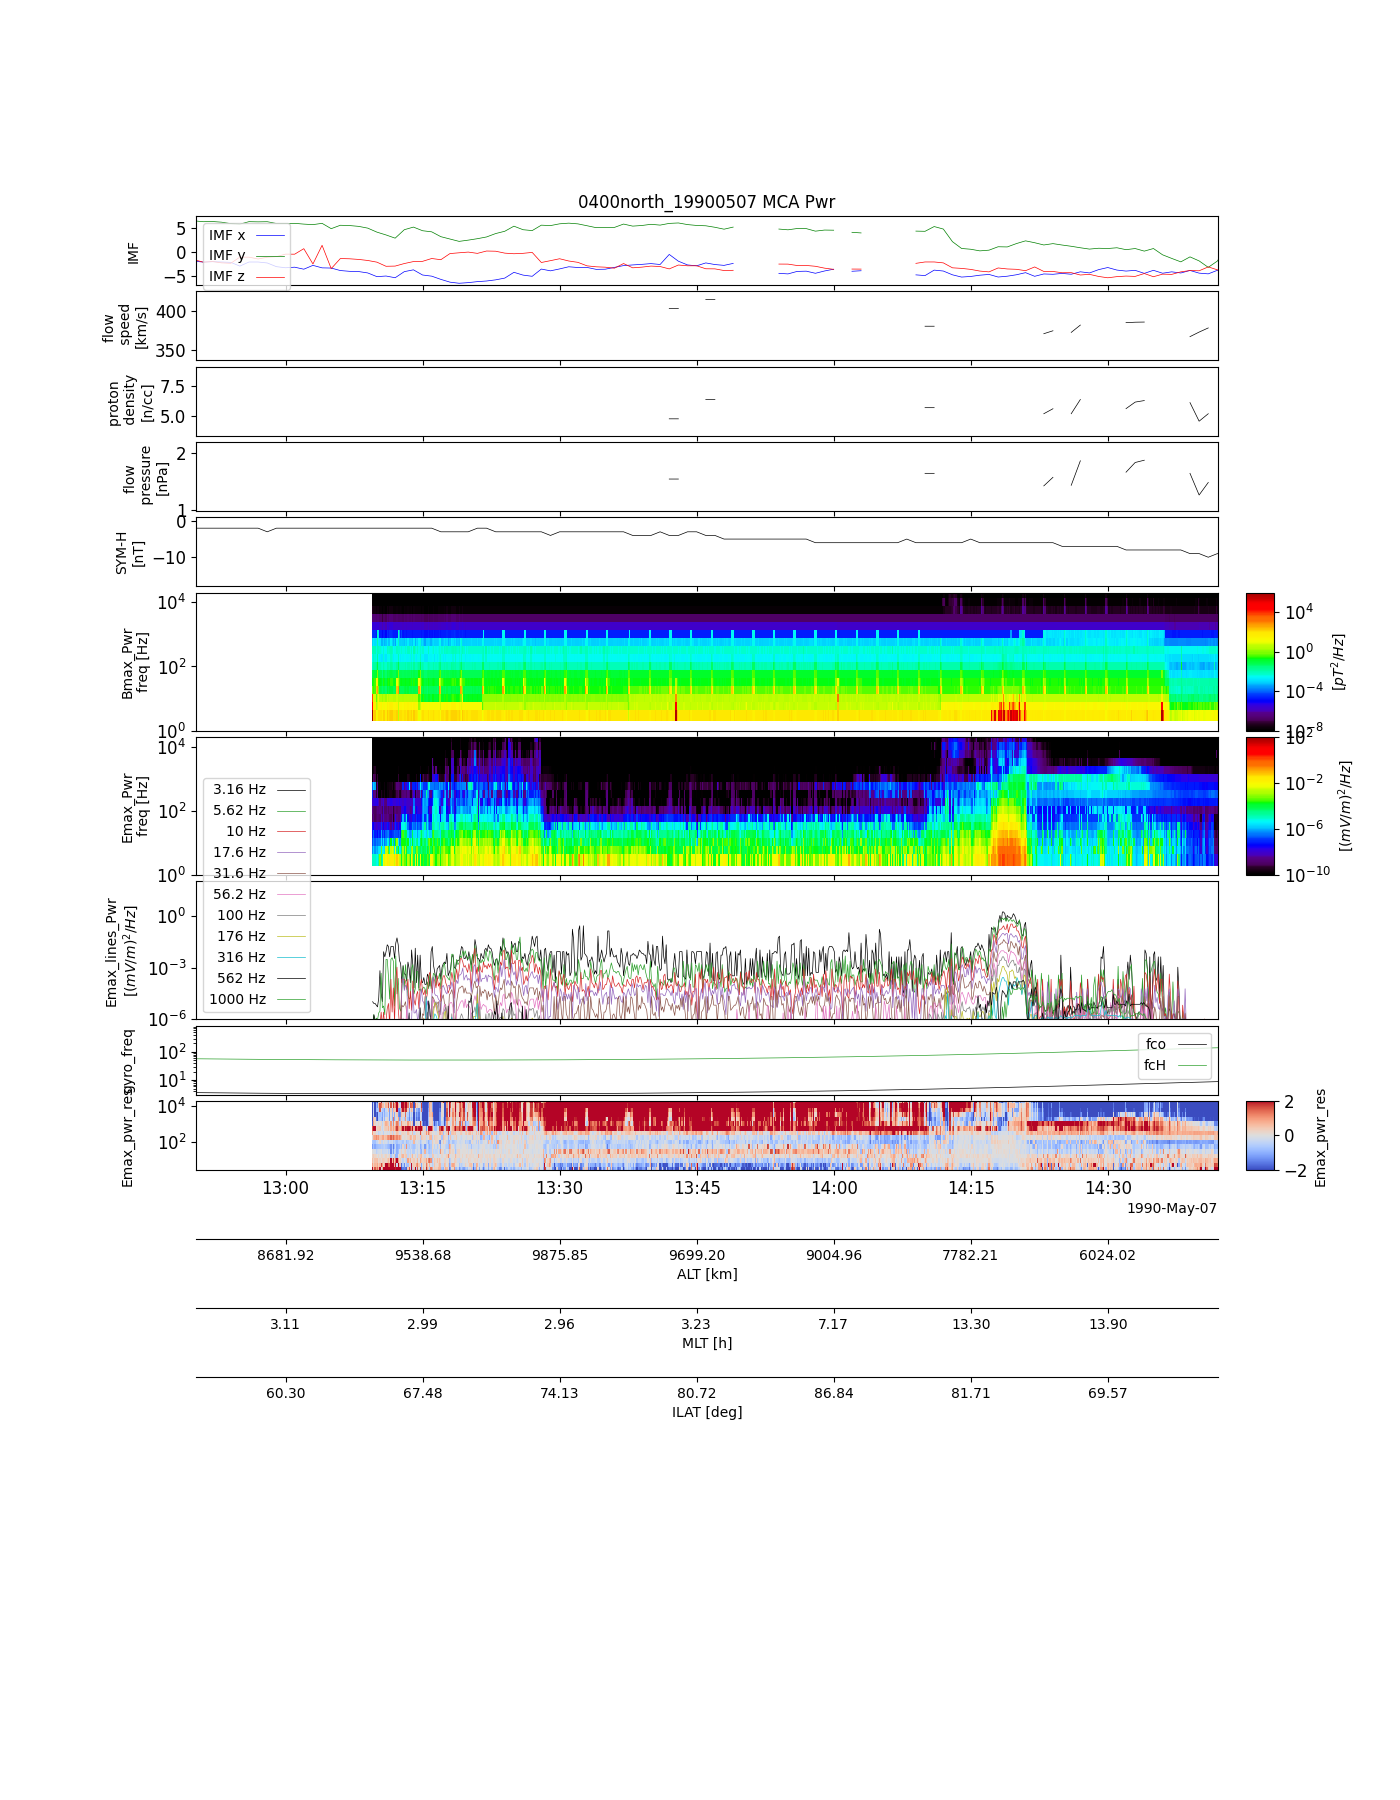 0400north_19900507 MCA Pwr
IMF
5
0
−5
IMF x
IMF y
IMF z
flow
speed
[km/s]
400
350
proton
density
[n/cc]
7.5
5.0
flow
pressure
[nPa]
2
1
SYM-H
[nT]
0
−10
Bmax_Pwr
freq [Hz]
10^4
10^2
10^0
10^4
10^0
10^−4
10^−8
[pT^2/Hz]
Emax_Pwr
freq [Hz]
10^4
10^2
10^0
10^2
10^−2
10^−6
10^−10
[(mV/m)^2/Hz]
3.16 Hz
5.62 Hz
10 Hz
17.6 Hz
31.6 Hz
56.2 Hz
100 Hz
176 Hz
316 Hz
562 Hz
1000 Hz
Emax_lines_Pwr
[(mV/m)^2/Hz]
10^0
10^−3
10^−6
gyro_freq
10^2
10^1
fco
fcH
Emax_pwr_res
10^4
10^2
2
0
−2
Emax_pwr_res
13:00 13:15 13:30 13:45 14:00 14:15 14:30
1990-May-07
8681.92 9538.68 9875.85 9699.20 9004.96 7782.21 6024.02
ALT [km]
3.11 2.99 2.96 3.23 7.17 13.30 13.90
MLT [h]
60.30 67.48 74.13 80.72 86.84 81.71 69.57
ILAT [deg]